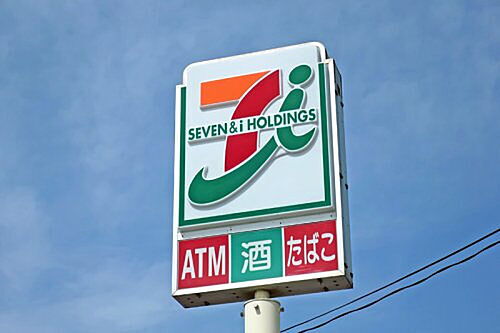 SEVEN & i HOLDINGS
ATM 酒 たばこ